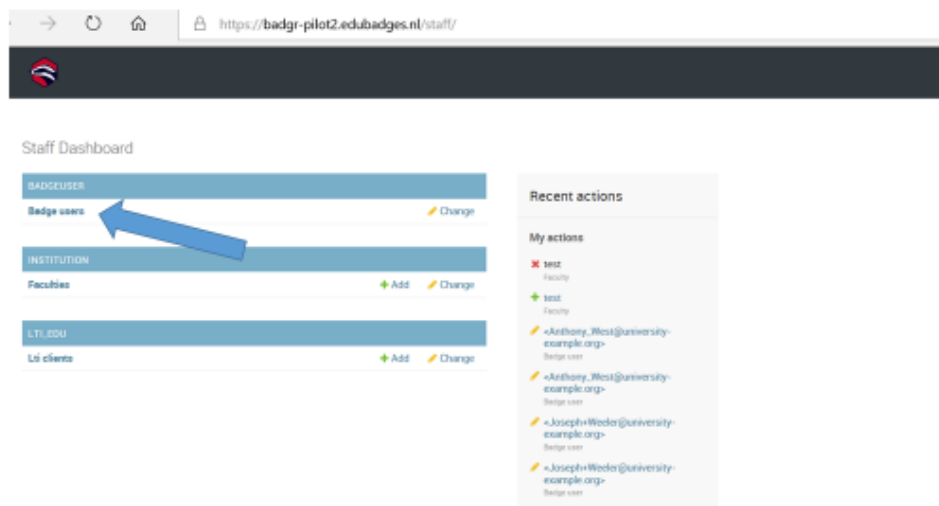 https://badgr-pilot2.edubadges.nl/staff/
Staff Dashboard
BADGEUSER
Badge users
Change
INSTITUTION
Faculties
Add
Change
LTI_EDU
Lti clients
Add
Change
Recent actions
My actions
test
Faculty
test
Faculty
<Anthony_West@university-
example.org>
Badge user
<Anthony_West@university-
example.org>
Badge user
<Joseph+Weeler@university-
example.org>
Badge user
<Joseph+Weeler@university-
example.org>
Badge user